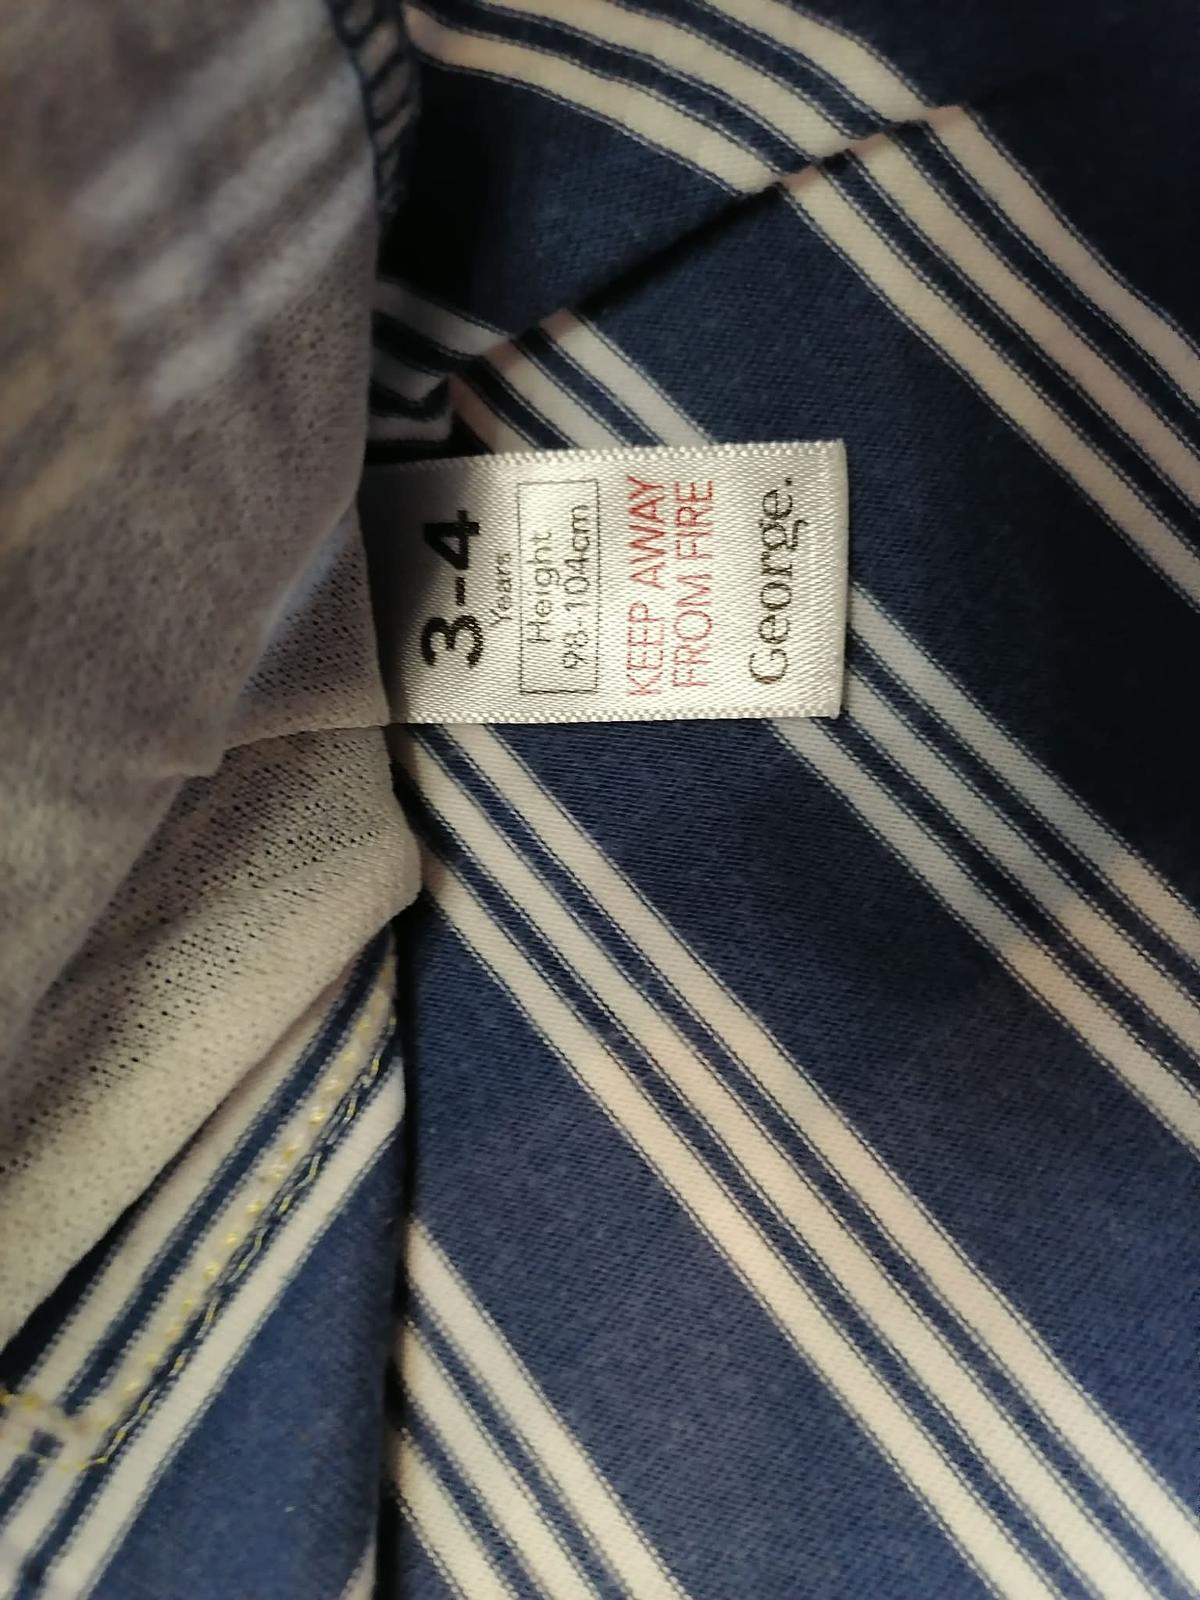 3-4
Years
Height
98-104cm
KEEP AWAY
FROM FIRE
George.